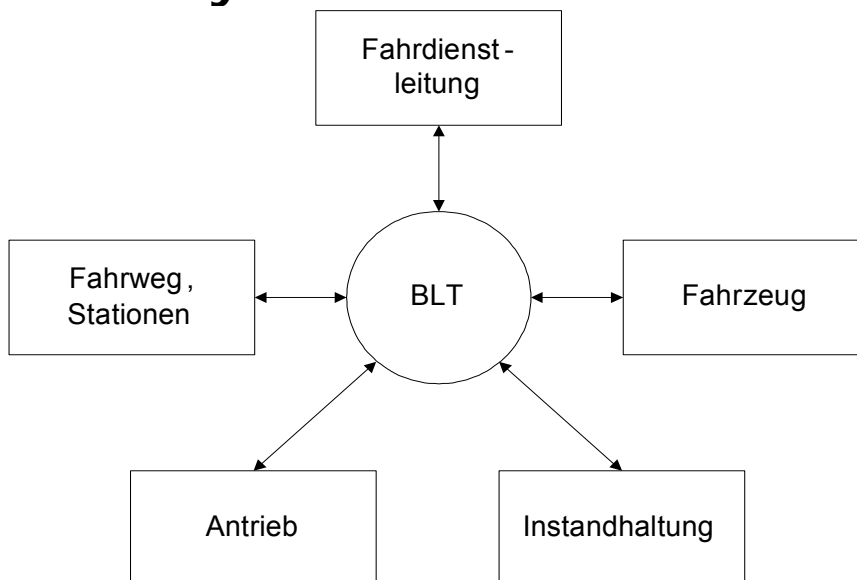 Fahrdienst-
leitung
Fahrweg,
Stationen
BLT
Fahrzeug
Antrieb
Instandhaltung